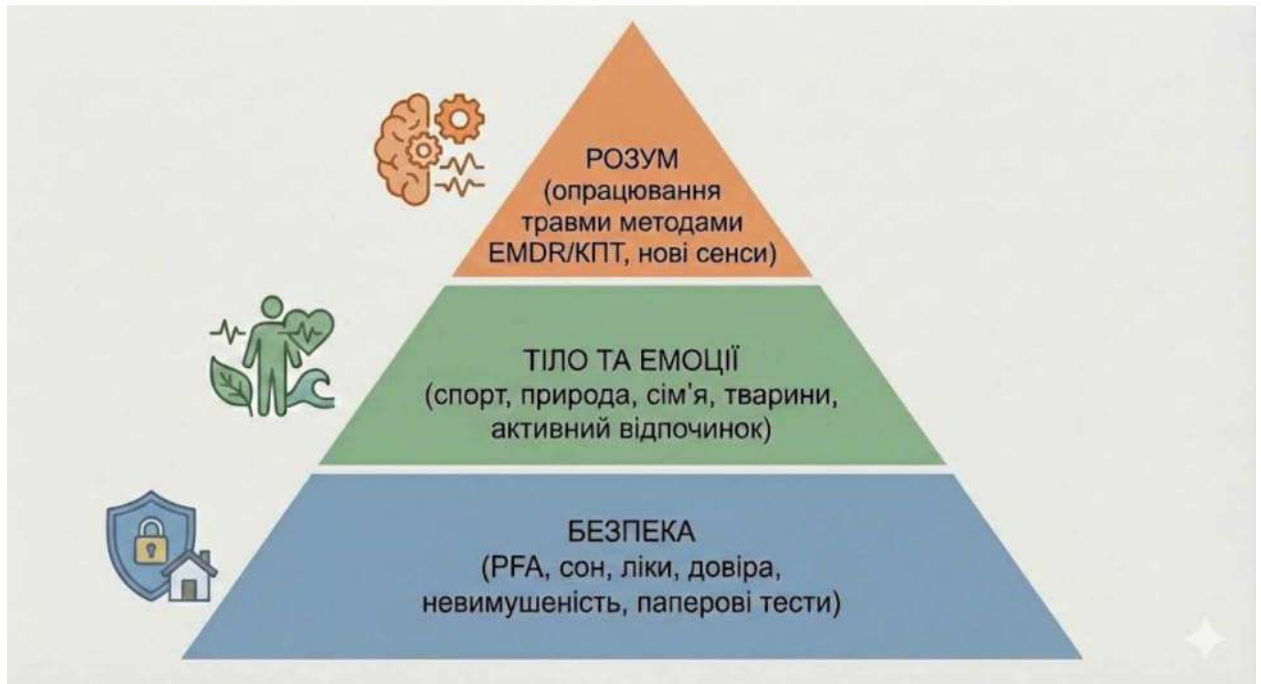 РОЗУМ
(опрацювання
травми методами
EMDR/КПТ, нові сенси)
ТІЛО ТА ЕМОЦІЇ
(спорт, природа, сім'я, тварини,
активний відпочинок)
БЕЗПЕКА
(PFA, сон, ліки, довіра,
невимушеність, паперові тести)